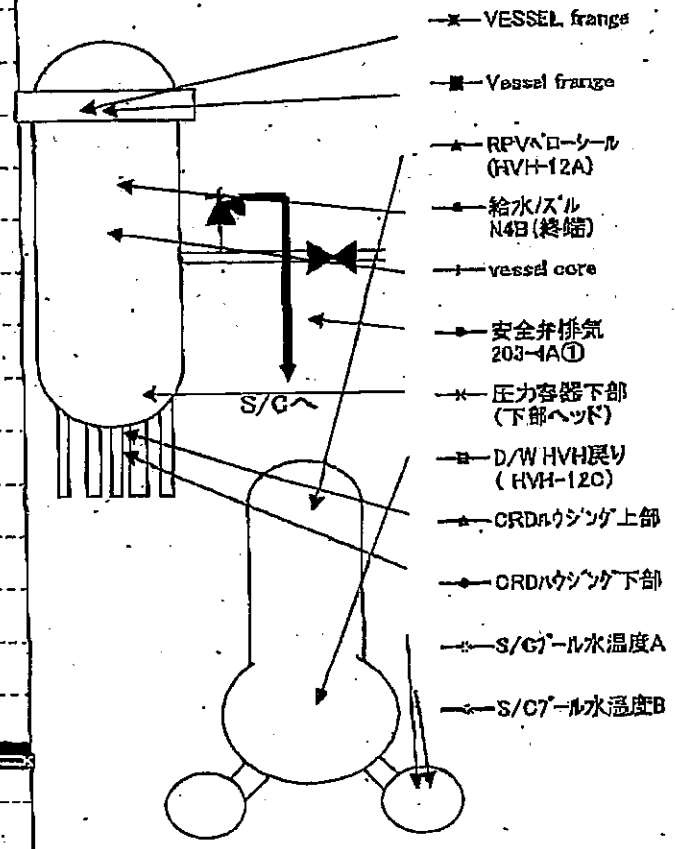 VESSEL frange
Vessel frange
RPVベローシール
(HVH-12A)
給水ノズル
N4B(終端)
vessel core
安全弁排気
203-4A①
圧力容器下部
(下部ヘッド)
D/W HVH戻り
( HVH-12C)
CRDハウジング上部
CRDハウジング下部
S/Cプール水温度A
S/Cプール水温度B
S/Cへ